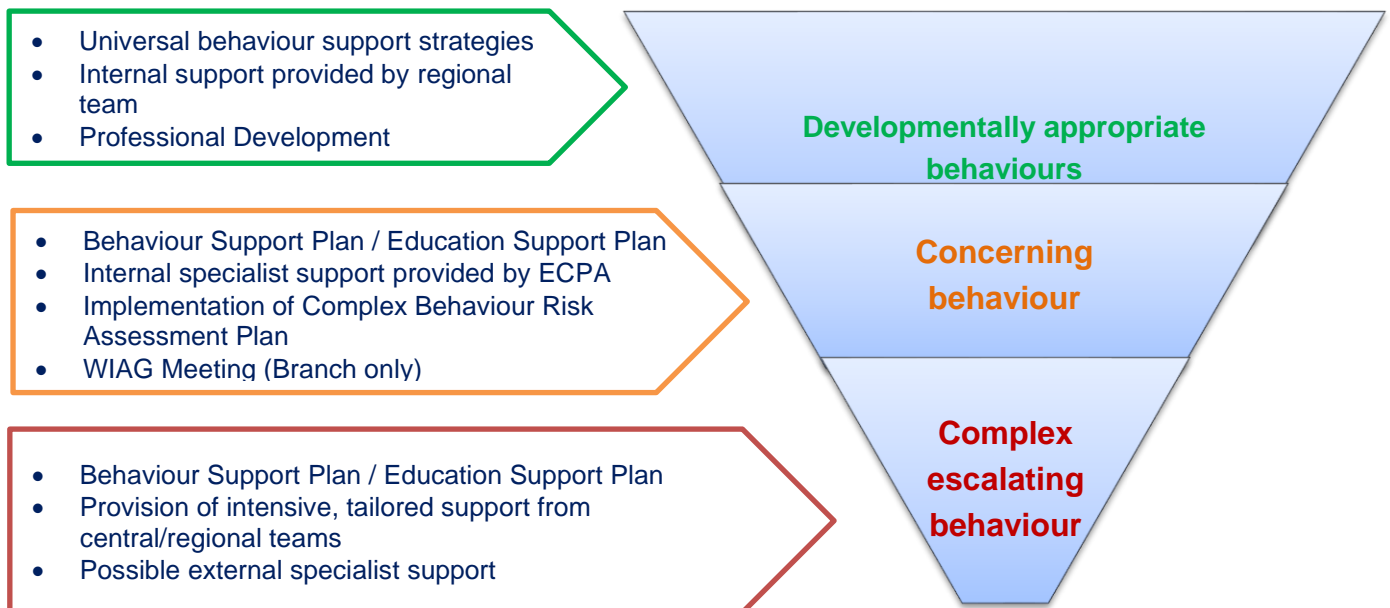 • Universal behaviour support strategies
• Internal support provided by regional
team
• Professional Development
Developmentally appropriate
behaviours
• Behaviour Support Plan / Education Support Plan
• Internal specialist support provided by ECPA
• Implementation of Complex Behaviour Risk
Assessment Plan
• WIAG Meeting (Branch only)
Concerning
behaviour
• Behaviour Support Plan / Education Support Plan
• Provision of intensive, tailored support from
central/regional teams
• Possible external specialist support
Complex
escalating
behaviour